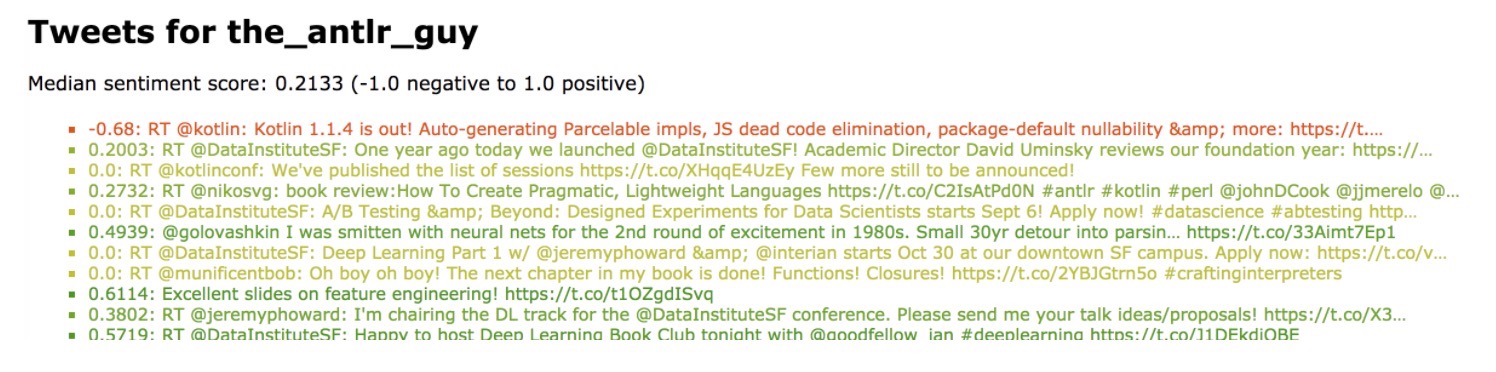 Tweets for the_antlr_guy
Median sentiment score: 0.2133 (-1.0 negative to 1.0 positive)
-0.68: RT @kotlin: Kotlin 1.1.4 is out! Auto-generating Parcelable impls, JS dead code elimination, package-default nullability &amp; more: https://t.…
0.2003: RT @DataInstituteSF: One year ago today we launched @DataInstituteSF! Academic Director David Uminsky reviews our foundation year: https://…
0.0: RT @kotlinconf: We've published the list of sessions https://t.co/XHqqE4UzEy Few more still to be announced!
0.2732: RT @nikosvg: book review:How To Create Pragmatic, Lightweight Languages https://t.co/C2IsAtPd0N #antlr #kotlin #perl @johnDCook @jjmerelo @…
0.0: RT @DataInstituteSF: A/B Testing &amp; Beyond: Designed Experiments for Data Scientists starts Sept 6! Apply now! #datascience #abtesting http…
0.4939: @golovashkin I was smitten with neural nets for the 2nd round of excitement in 1980s. Small 30yr detour into parsin… https://t.co/33Aimt7Ep1
0.0: RT @DataInstituteSF: Deep Learning Part 1 w/ @jeremyphoward &amp; @interian starts Oct 30 at our downtown SF campus. Apply now: https://t.co/v…
0.0: RT @munificentbob: Oh boy oh boy! The next chapter in my book is done! Functions! Closures! https://t.co/2YBJGtrn5o #craftinginterpreters
0.6114: Excellent slides on feature engineering! https://t.co/t1OZgdISvq
0.3802: RT @jeremyphoward: I'm chairing the DL track for the @DataInstituteSF conference. Please send me your talk ideas/proposals! https://t.co/X3…
0.5719: RT @DataInstituteSF: Happy to host Deep Learning Book Club tonight with @goodfellow_ian #deeplearning https://t.co/J1DEkdiOBE